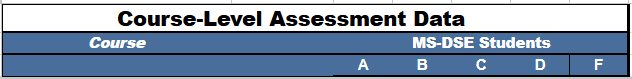 Course-Level Assessment Data
Course MS-DSE Students
A B C D F